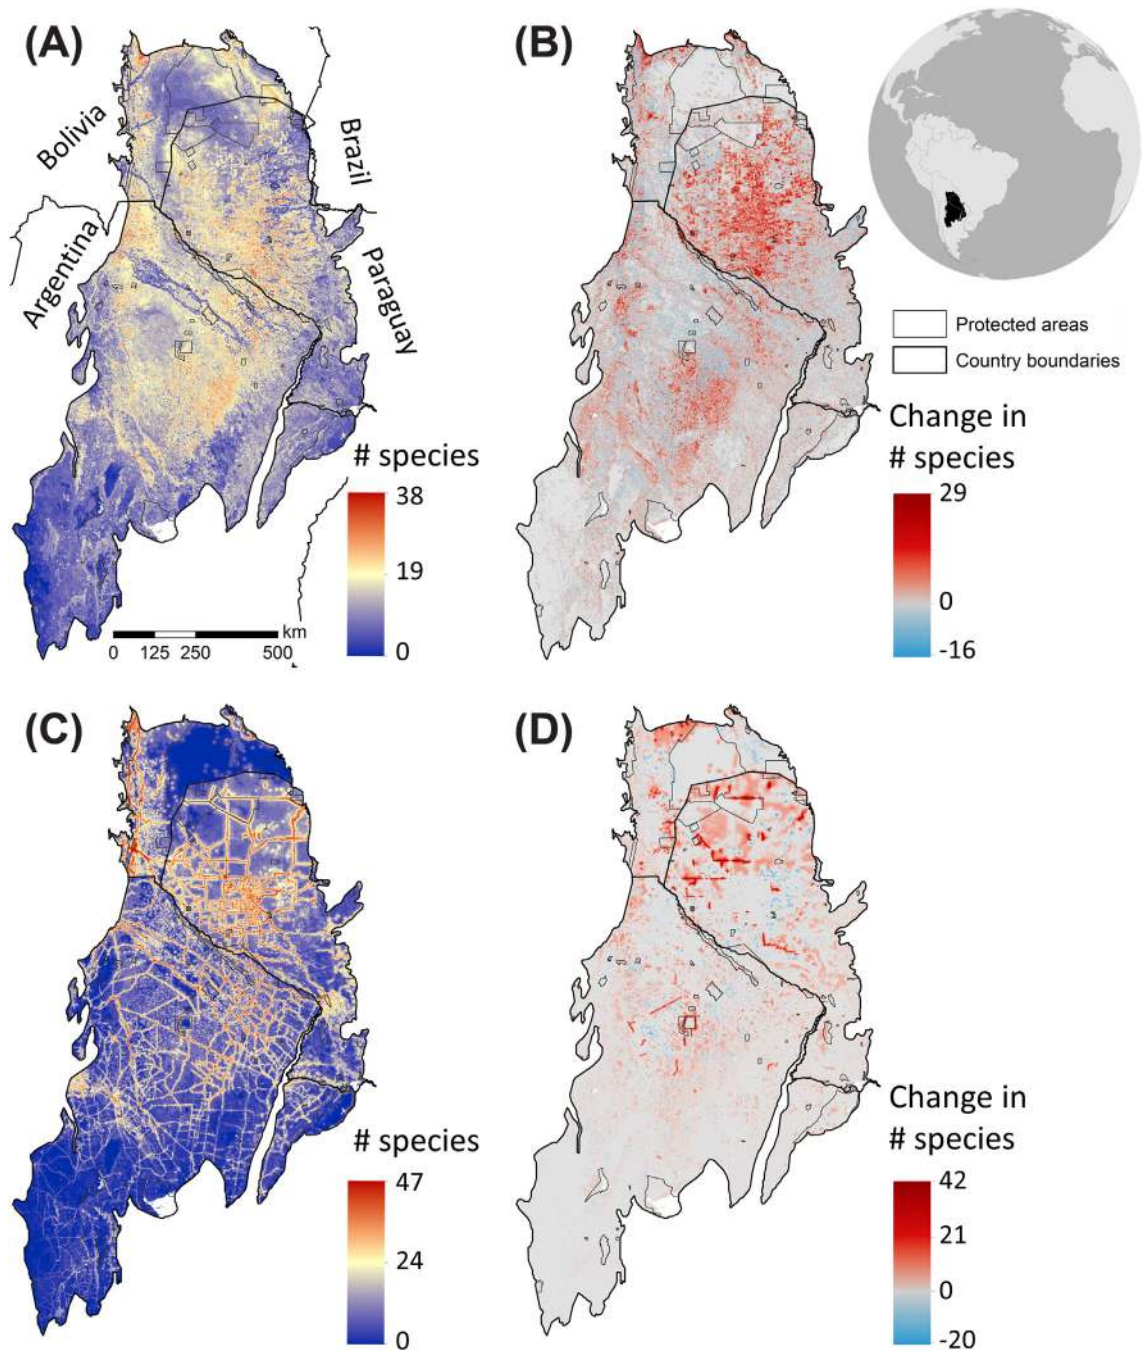 (A)
Bolivia
Brazil
Argentina
Paraguay
# species
38
19
0
km
0 125 250 500
(B)
Protected areas
Country boundaries
Change in
# species
29
0
-16
(C)
# species
47
24
0
(D)
Change in
# species
42
21
0
-20